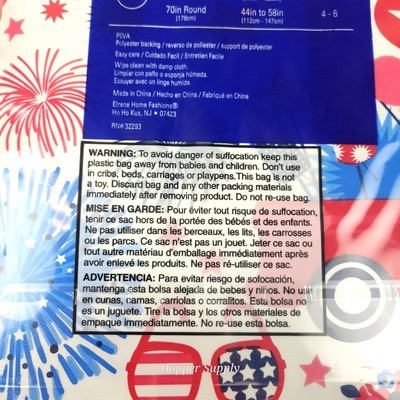 70in Round 44in to 58in 4 - 6
(178cm) (112cm - 147cm)
PEVA
Polyester backing / reverso de poliester / support de polyester
Easy care / Cuidado Facil / Entretien Facile
Wipe clean with damp cloth.
Limpiar con paño o esponja húmeda.
Essuyer avec un linge humide.
Made in China / Hecho en China / Fabriqué en China
Elrene Home Fashions®
Ho Ho Kus, NJ • 07423
RN# 32293
WARNING: To avoid danger of suffocation keep this
plastic bag away from babies and children. Don't use
in cribs, beds, carriages or playpens.This bag is not
a toy. Discard bag and any other packing materials
immediately after removing product. Do not re-use bag.
MISE EN GARDE: Pour éviter tout risque de suffocation,
tenir ce sac hors de la portée des bébés et des enfants.
Ne pas utiliser dans les berceaux, les lits, les carrosses
ou les parcs. Ce sac n'est pas un jouet. Jeter ce sac ou
tout autre matériau d'emballage immédiatement après
avoir enlevé les produits. Ne pas ré-utiliser ce sac.
ADVERTENCIA: Para evitar riesgo de sofocación,
mantenga esta bolsa alejada de bebes y niños. No use
en cunas, camas, carriolas o corralitos. Esta bolsa no
es un juguete. Tire la bolsa y los otros materiales de
empaque immediatamente. No re-use esta bolsa.
Dapper Supply